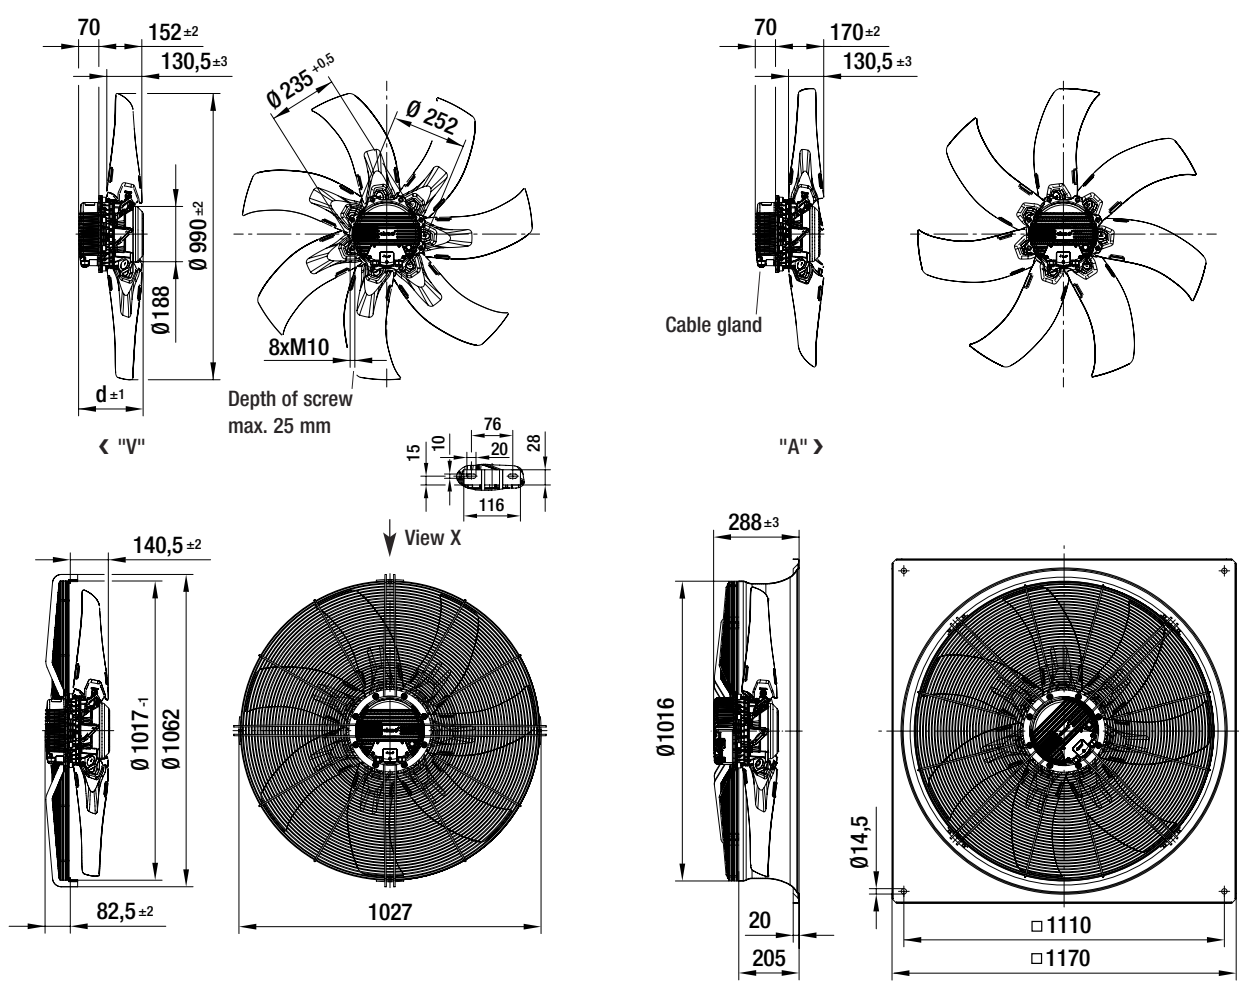 70
152 ±2
130,5 ±3
Ø 235 +0,5
Ø 252
Ø 990 ±2
Ø188
8xM10
d ±1
Depth of screw
max. 25 mm
‹ "V"
70
170 ±2
130,5 ±3
Cable gland
"A" ›
76
10
20
15
28
116
View X
140,5 ±2
Ø 1017 -1
Ø 1062
82,5 ±2
1027
288 ±3
Ø1016
20
205
Ø14,5
□ 1110
□ 1170